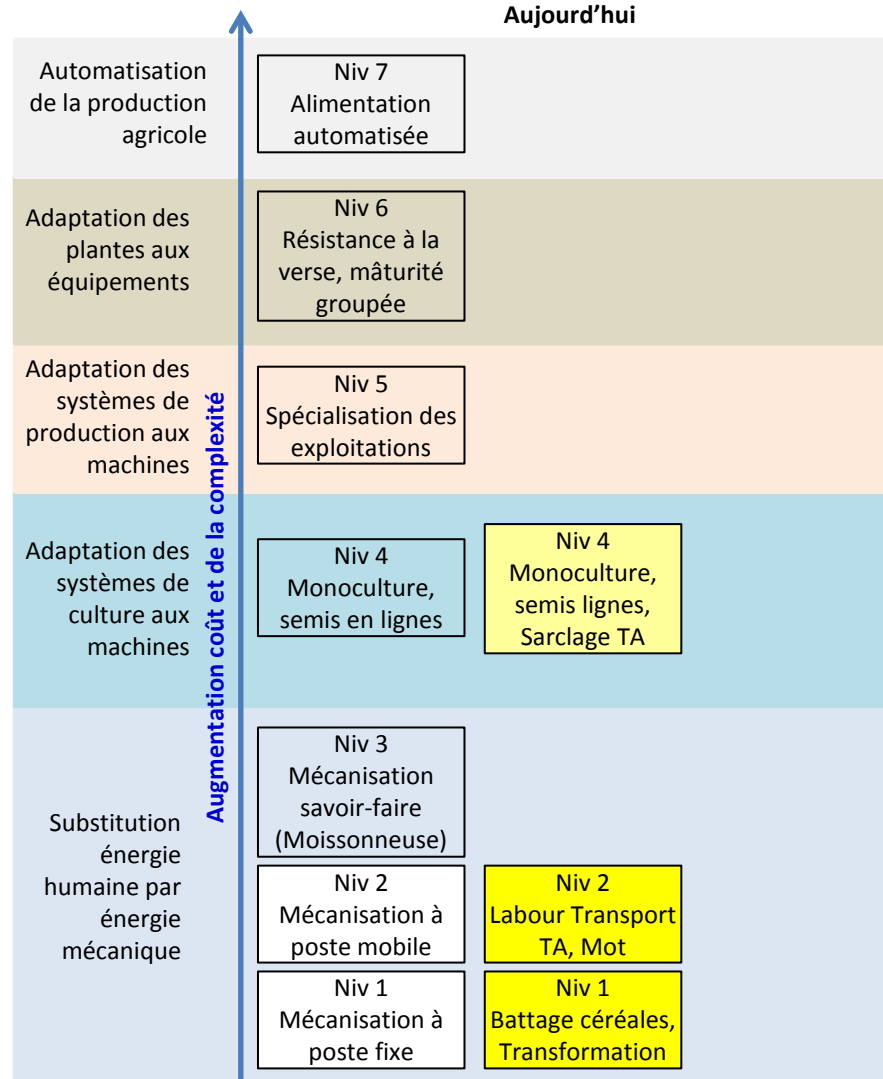 Aujourd’hui
Automatisation
de la production
agricole
Niv 7
Alimentation
automatisée
Adaptation des
plantes aux
équipements
Niv 6
Résistance à la
verse, mâturité
groupée
Adaptation des
systèmes de
production aux
machines
Niv 5
Spécialisation des
exploitations
Augmentation coût et de la complexité
Adaptation des
systèmes de
culture aux
machines
Niv 4
Monoculture,
semis en lignes
Niv 4
Monoculture,
semis lignes,
Sarclage TA
Substitution
énergie
humaine par
énergie
mécanique
Niv 3
Mécanisation
savoir-faire
(Moissonneuse)
Niv 2
Mécanisation à
poste mobile
Niv 2
Labour Transport
TA, Mot
Niv 1
Mécanisation à
poste fixe
Niv 1
Battage céréales,
Transformation